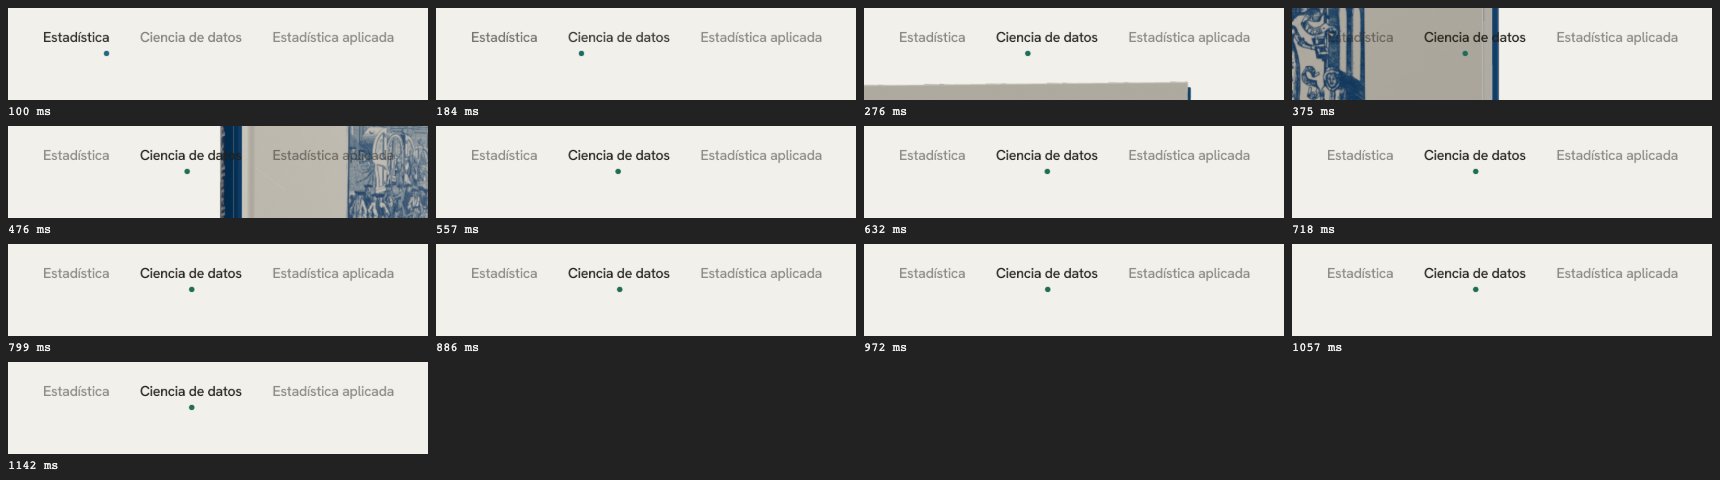 Estadística Ciencia de datos Estadística aplicada
Estadística Ciencia de datos Estadística aplicada
Estadística Ciencia de datos Estadística aplicada
Estadística Ciencia de datos Estadística aplicada
100 ms
184 ms
276 ms
375 ms
Estadística Ciencia de datos Estadística aplicada
Estadística Ciencia de datos Estadística aplicada
Estadística Ciencia de datos Estadística aplicada
Estadística Ciencia de datos Estadística aplicada
476 ms
557 ms
632 ms
718 ms
Estadística Ciencia de datos Estadística aplicada
Estadística Ciencia de datos Estadística aplicada
Estadística Ciencia de datos Estadística aplicada
Estadística Ciencia de datos Estadística aplicada
799 ms
886 ms
972 ms
1057 ms
Estadística Ciencia de datos Estadística aplicada
1142 ms